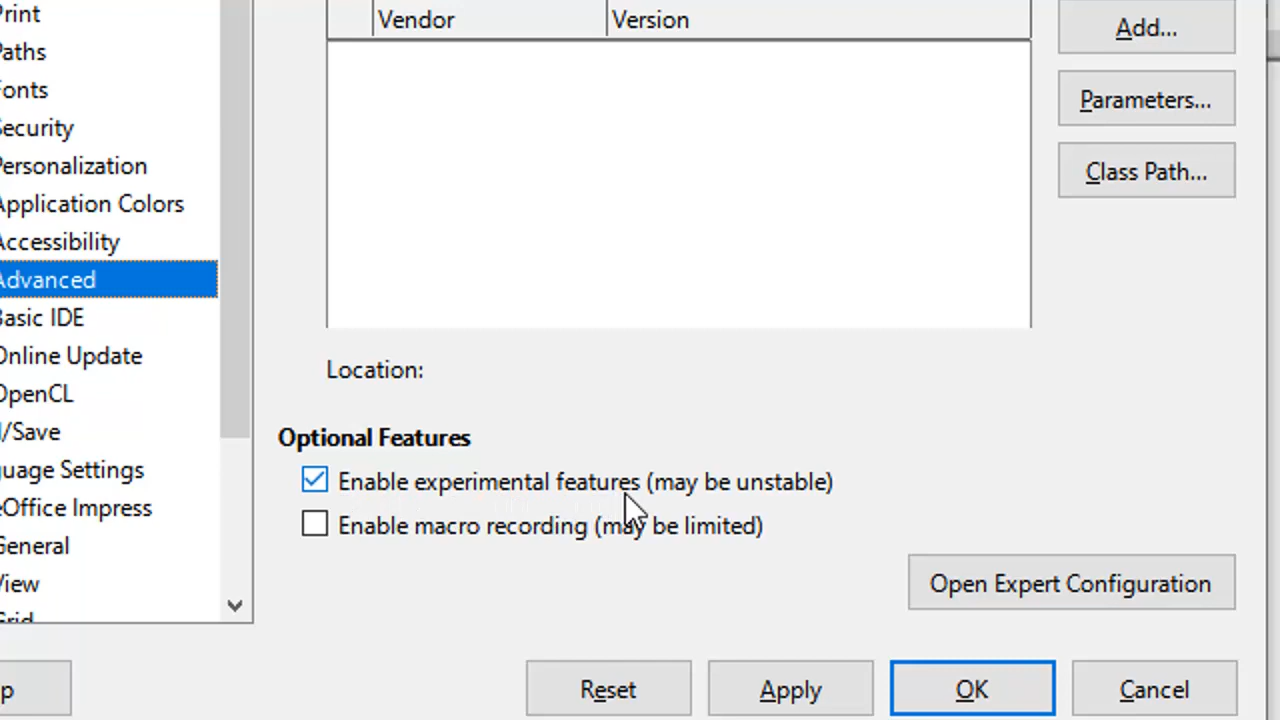 Print
Paths
Fonts
Security
Personalization
Application Colors
Accessibility
Advanced
Basic IDE
Online Update
OpenCL
/Save
guage Settings
eOffice Impress
General
View
Grid
Vendor Version
Add...
Parameters...
Class Path...
Location:
Optional Features
Enable experimental features (may be unstable)
Enable macro recording (may be limited)
Open Expert Configuration
p
Reset
Apply
OK
Cancel